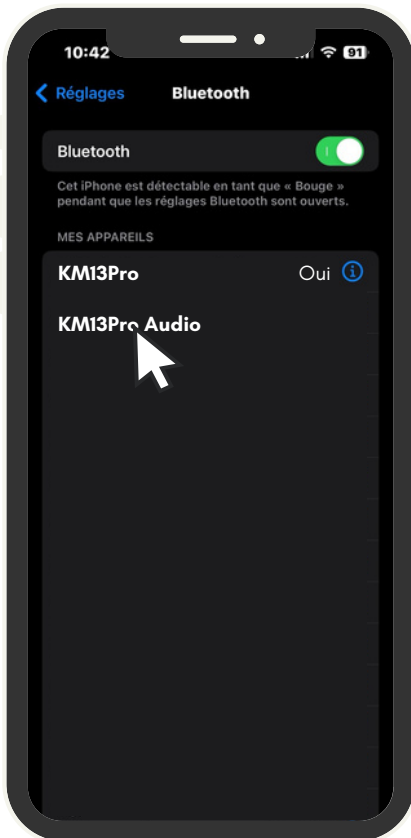 10:42
91
Réglages
Bluetooth
Bluetooth
Cet iPhone est détectable en tant que « Bouge »
pendant que les réglages Bluetooth sont ouverts.
MES APPAREILS
KM13Pro Oui
KM13Pro Audio